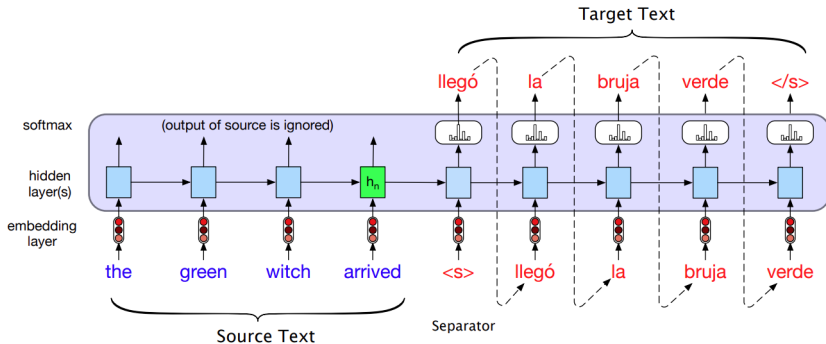 Target Text
llegó la bruja verde </s>
softmax (output of source is ignored)
hidden layer(s)
h_n
embedding layer
the green witch arrived <s> llegó la bruja verde
Separator
Source Text